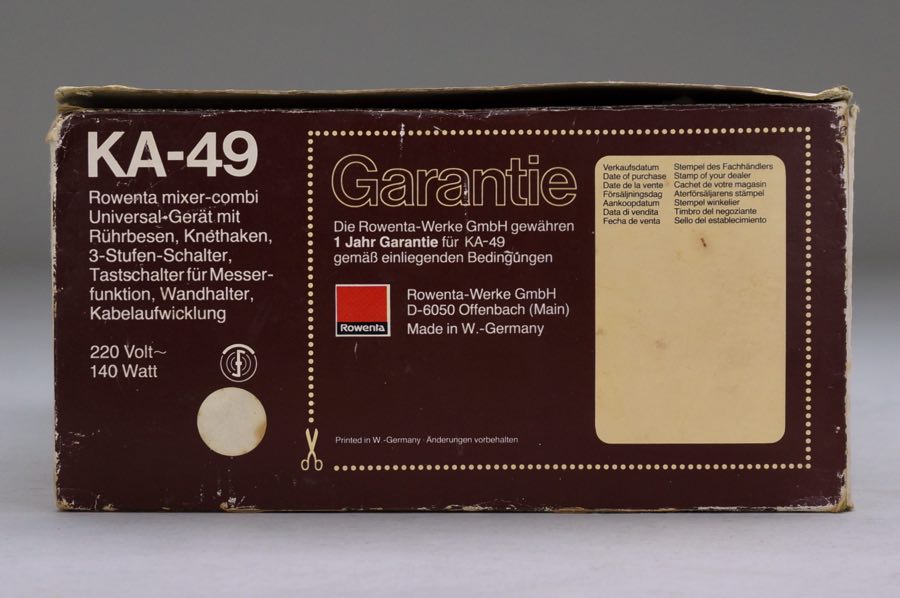 KA-49
Rowenta mixer-combi
Universal-Gerät mit
Rührbesen, Knethaken,
3-Stufen-Schalter,
Tastschalter für Messer-
funktion, Wandhalter,
Kabelaufwicklung
220 Volt~
140 Watt
Garantie
Die Rowenta-Werke GmbH gewähren
1 Jahr Garantie für KA-49
gemäß einliegenden Bedingungen
Rowenta
Rowenta-Werke GmbH
D-6050 Offenbach (Main)
Made in W.-Germany
Printed in W.-Germany · Änderungen vorbehalten
Verkaufsdatum Stempel des Fachhändlers
Date of purchase Stamp of your dealer
Date de la vente Cachet de votre magasin
Försäljningsdag Återförsäljarens stämpel
Aankoopdatum Stempel winkelier
Data di vendita Timbro del negoziante
Fecha de venta Sello del establecimiento